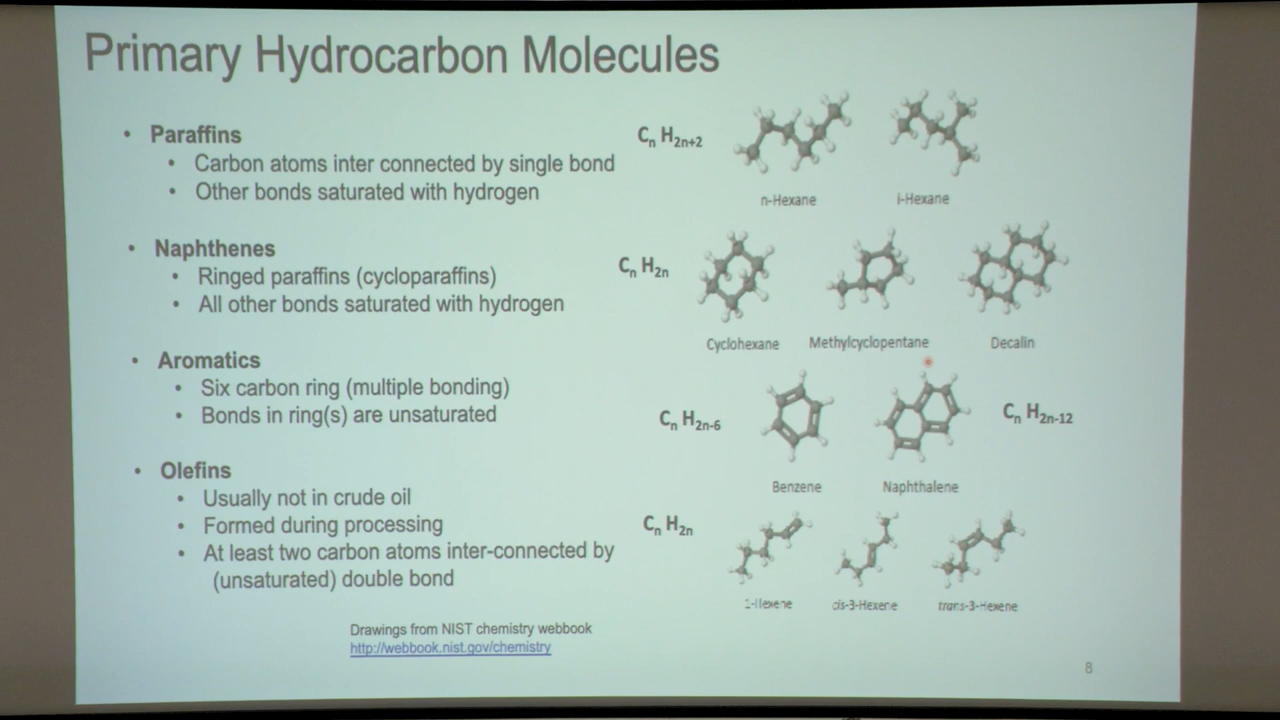 Primary Hydrocarbon Molecules
• Paraffins
• Carbon atoms inter connected by single bond
• Other bonds saturated with hydrogen
Cn H2n+2
n-Hexane
i-Hexane
• Naphthenes
• Ringed paraffins (cycloparaffins)
• All other bonds saturated with hydrogen
Cn H2n
Cyclohexane
Methylcyclopentane
Decalin
• Aromatics
• Six carbon ring (multiple bonding)
• Bonds in ring(s) are unsaturated
Cn H2n-6
Cn H2n-12
Benzene
Naphthalene
• Olefins
• Usually not in crude oil
• Formed during processing
• At least two carbon atoms inter-connected by
(unsaturated) double bond
Cn H2n
1-Hexene
cis-3-Hexene
trans-3-Hexene
Drawings from NIST chemistry webbook
http://webbook.nist.gov/chemistry
8